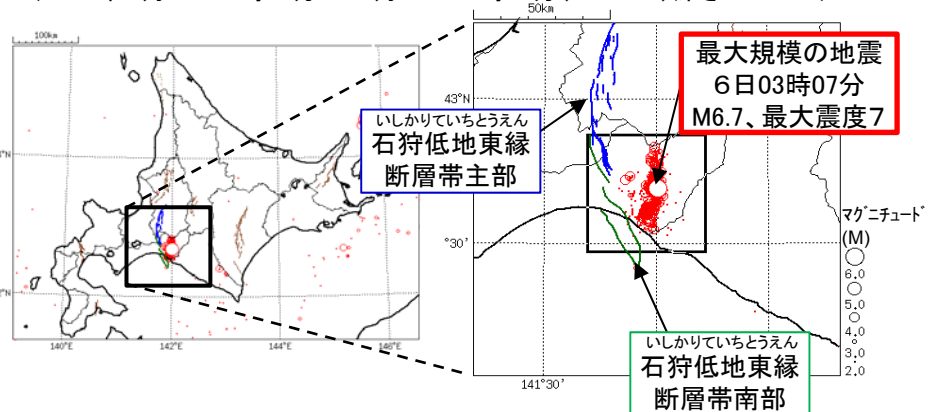 100km
N
N
140°E
142°E
144°E
146°E
50km
43°N
°30'
141°30'
いしかりていちとうえん
石狩低地東縁
断層帯主部
最大規模の地震
6日03時07分
M6.7、最大震度7
いしかりていちとうえん
石狩低地東縁
断層帯南部
マグニチュード
(M)
6.0
5.0
4.0
3.0
2.0